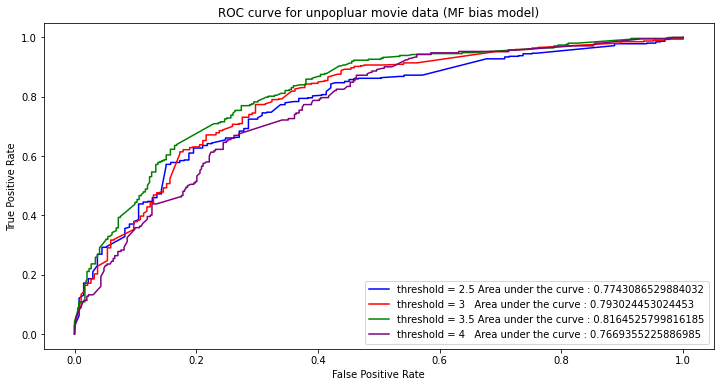 ROC curve for unpopluar movie data (MF bias model)
True Positive Rate
1.0
0.8
0.6
0.4
0.2
0.0
threshold = 2.5 Area under the curve : 0.7743086529884032
threshold = 3 Area under the curve : 0.793024453024453
threshold = 3.5 Area under the curve : 0.8164525799816185
threshold = 4 Area under the curve : 0.7669355225886985
0.0 0.2 0.4 0.6 0.8 1.0
False Positive Rate